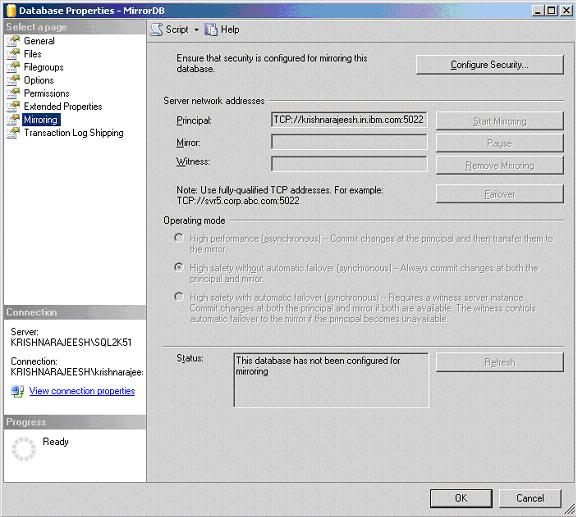 Database Properties - MirrorDB
Select a page
General
Files
Filegroups
Options
Permissions
Extended Properties
Mirroring
Transaction Log Shipping
Script
Help
Ensure that security is configured for mirroring this
database.
Configure Security...
Server network addresses
Principal:
TCP://krishnarajeesh.in.ibm.com:5022
Start Mirroring
Mirror:
Pause
Witness:
Remove Mirroring
Note: Use fully-qualified TCP addresses. For example:
TCP://svr5.corp.abc.com:5022
Failover
Operating mode
High performance (asynchronous) -- Commit changes at the principal and then transfer them to
the mirror.
High safety without automatic failover (synchronous) -- Always commit changes at both the
principal and mirror.
High safety with automatic failover (synchronous) -- Requires a witness server instance.
Commit changes at both the principal and mirror if both are available. The witness controls
automatic failover to the mirror if the principal becomes unavailable.
Status:
This database has not been configured for
mirroring
Refresh
Connection
Server:
KRISHNARAJEESH\SQL2K51
Connection:
KRISHNARAJEESH\krishnarajee
View connection properties
Progress
Ready
OK
Cancel